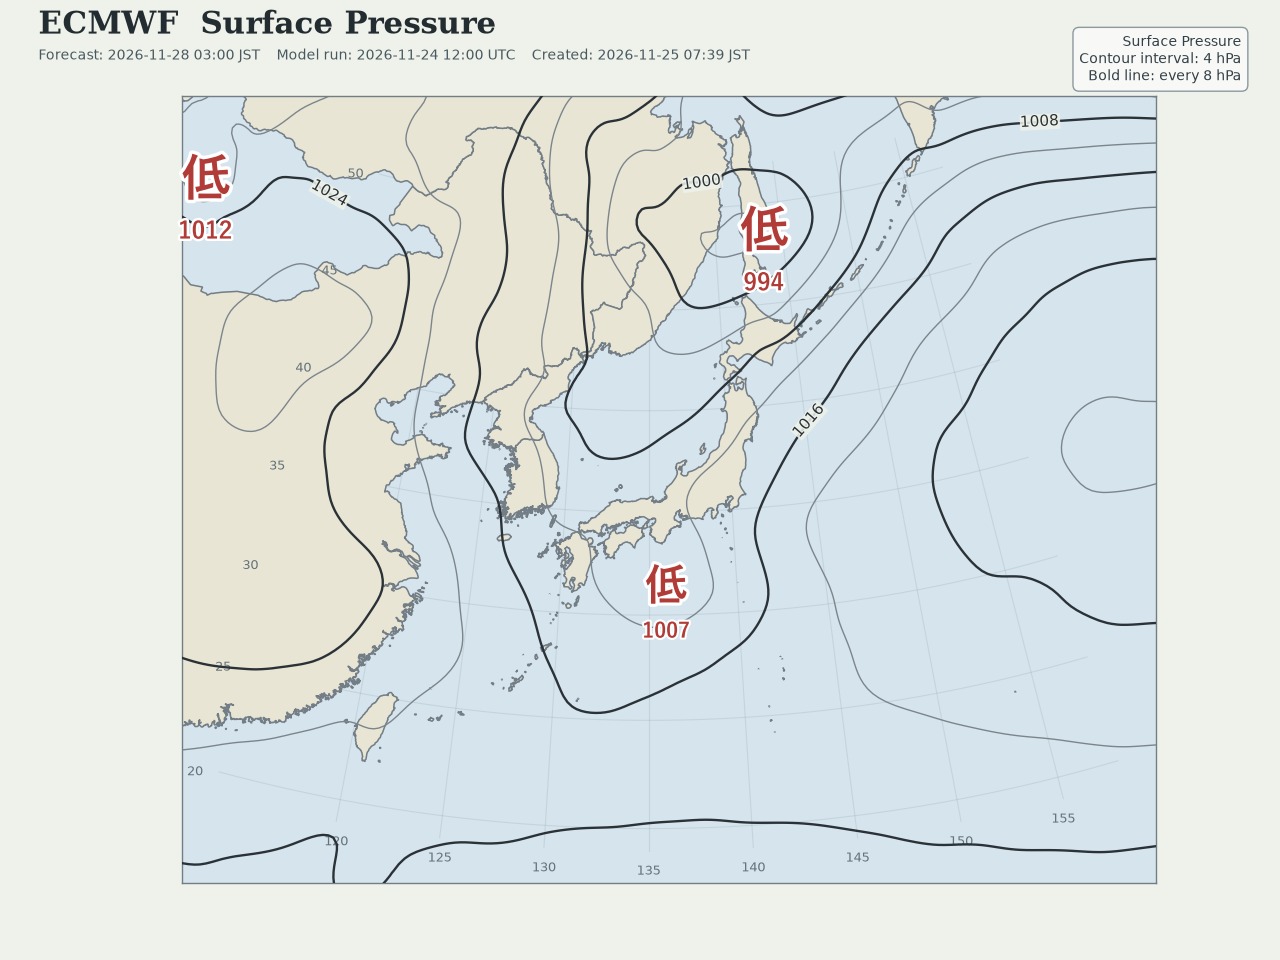 ECMWF  Surface Pressure
Forecast: 2026-11-28 03:00 JST    Model run: 2026-11-24 12:00 UTC    Created: 2026-11-25 07:39 JST
Surface Pressure
Contour interval: 4 hPa
Bold line: every 8 hPa
1008
低
1012
50
1024
1000
低
994
45
40
1016
35
30
低
1007
25
20
120
125
130
135
140
145
150
155